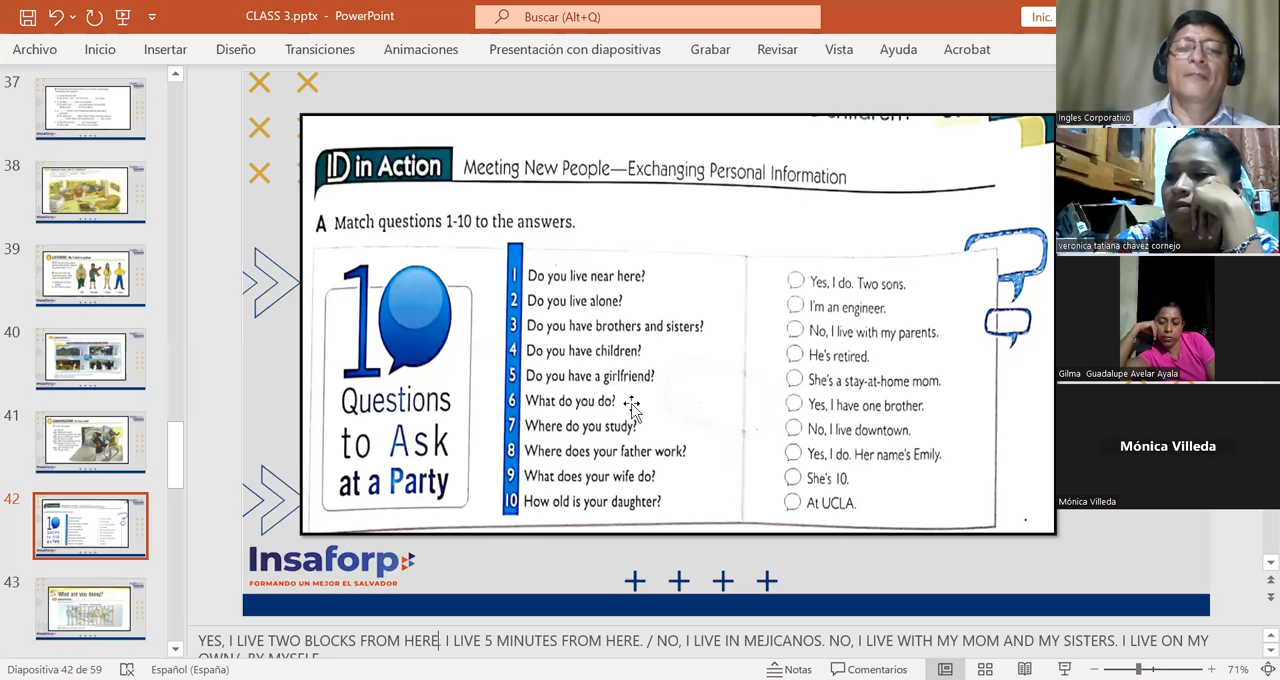 CLASS 3.pptx - PowerPoint
Buscar (Alt+Q)
Inic.
Archivo Inicio Insertar Diseño Transiciones Animaciones Presentación con diapositivas Grabar Revisar Vista Ayuda Acrobat
37
38
39
40
41
42
43
What are you doing?
ID in Action Meeting New People—Exchanging Personal Information
A Match questions 1-10 to the answers.
10
Questions
to Ask
at a Party
1 Do you live near here?
2 Do you live alone?
3 Do you have brothers and sisters?
4 Do you have children?
5 Do you have a girlfriend?
6 What do you do?
7 Where do you study?
8 Where does your father work?
9 What does your wife do?
10 How old is your daughter?
Yes, I do. Two sons.
I'm an engineer.
No, I live with my parents.
He's retired.
She's a stay-at-home mom.
Yes, I have one brother.
No, I live downtown.
Yes, I do. Her name's Emily.
She's 10.
At UCLA.
Insaforp
FORMANDO UN MEJOR EL SALVADOR
YES, I LIVE TWO BLOCKS FROM HERE, I LIVE 5 MINUTES FROM HERE. / NO, I LIVE IN MEJICANOS. NO, I LIVE WITH MY MOM AND MY SISTERS. I LIVE ON MY
OWN/ BY MYSELF
Diapositiva 42 de 59 Español (España) Notas Comentarios 71%
Ingles Corporativo
veronica tatiana chavez cornejo
Gilma Guadalupe Avelar Ayala
Mónica Villeda
Mónica Villeda